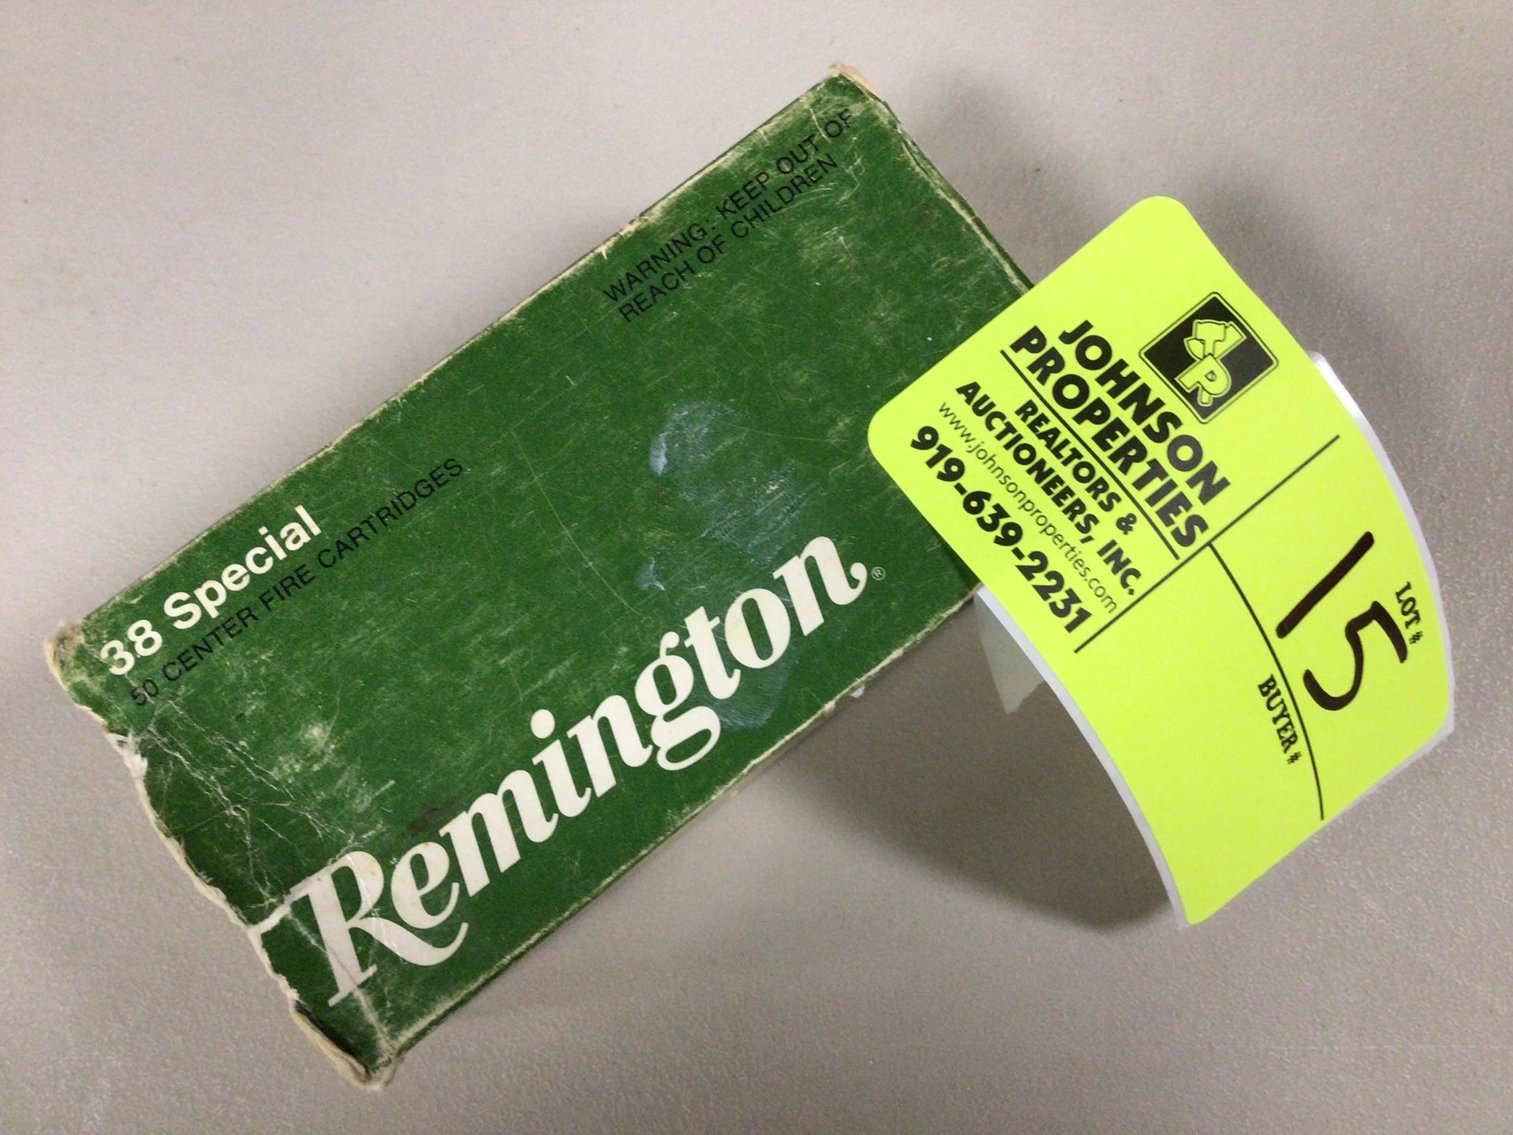 WARNING: KEEP OUT OF
REACH OF CHILDREN
38 Special
50 CENTER FIRE CARTRIDGES
Remington®
JR
JOHNSON
PROPERTIES
REALTORS &
AUCTIONEERS, INC.
www.johnsonproperties.com
919-639-2231
LOT #
15
BUYER #